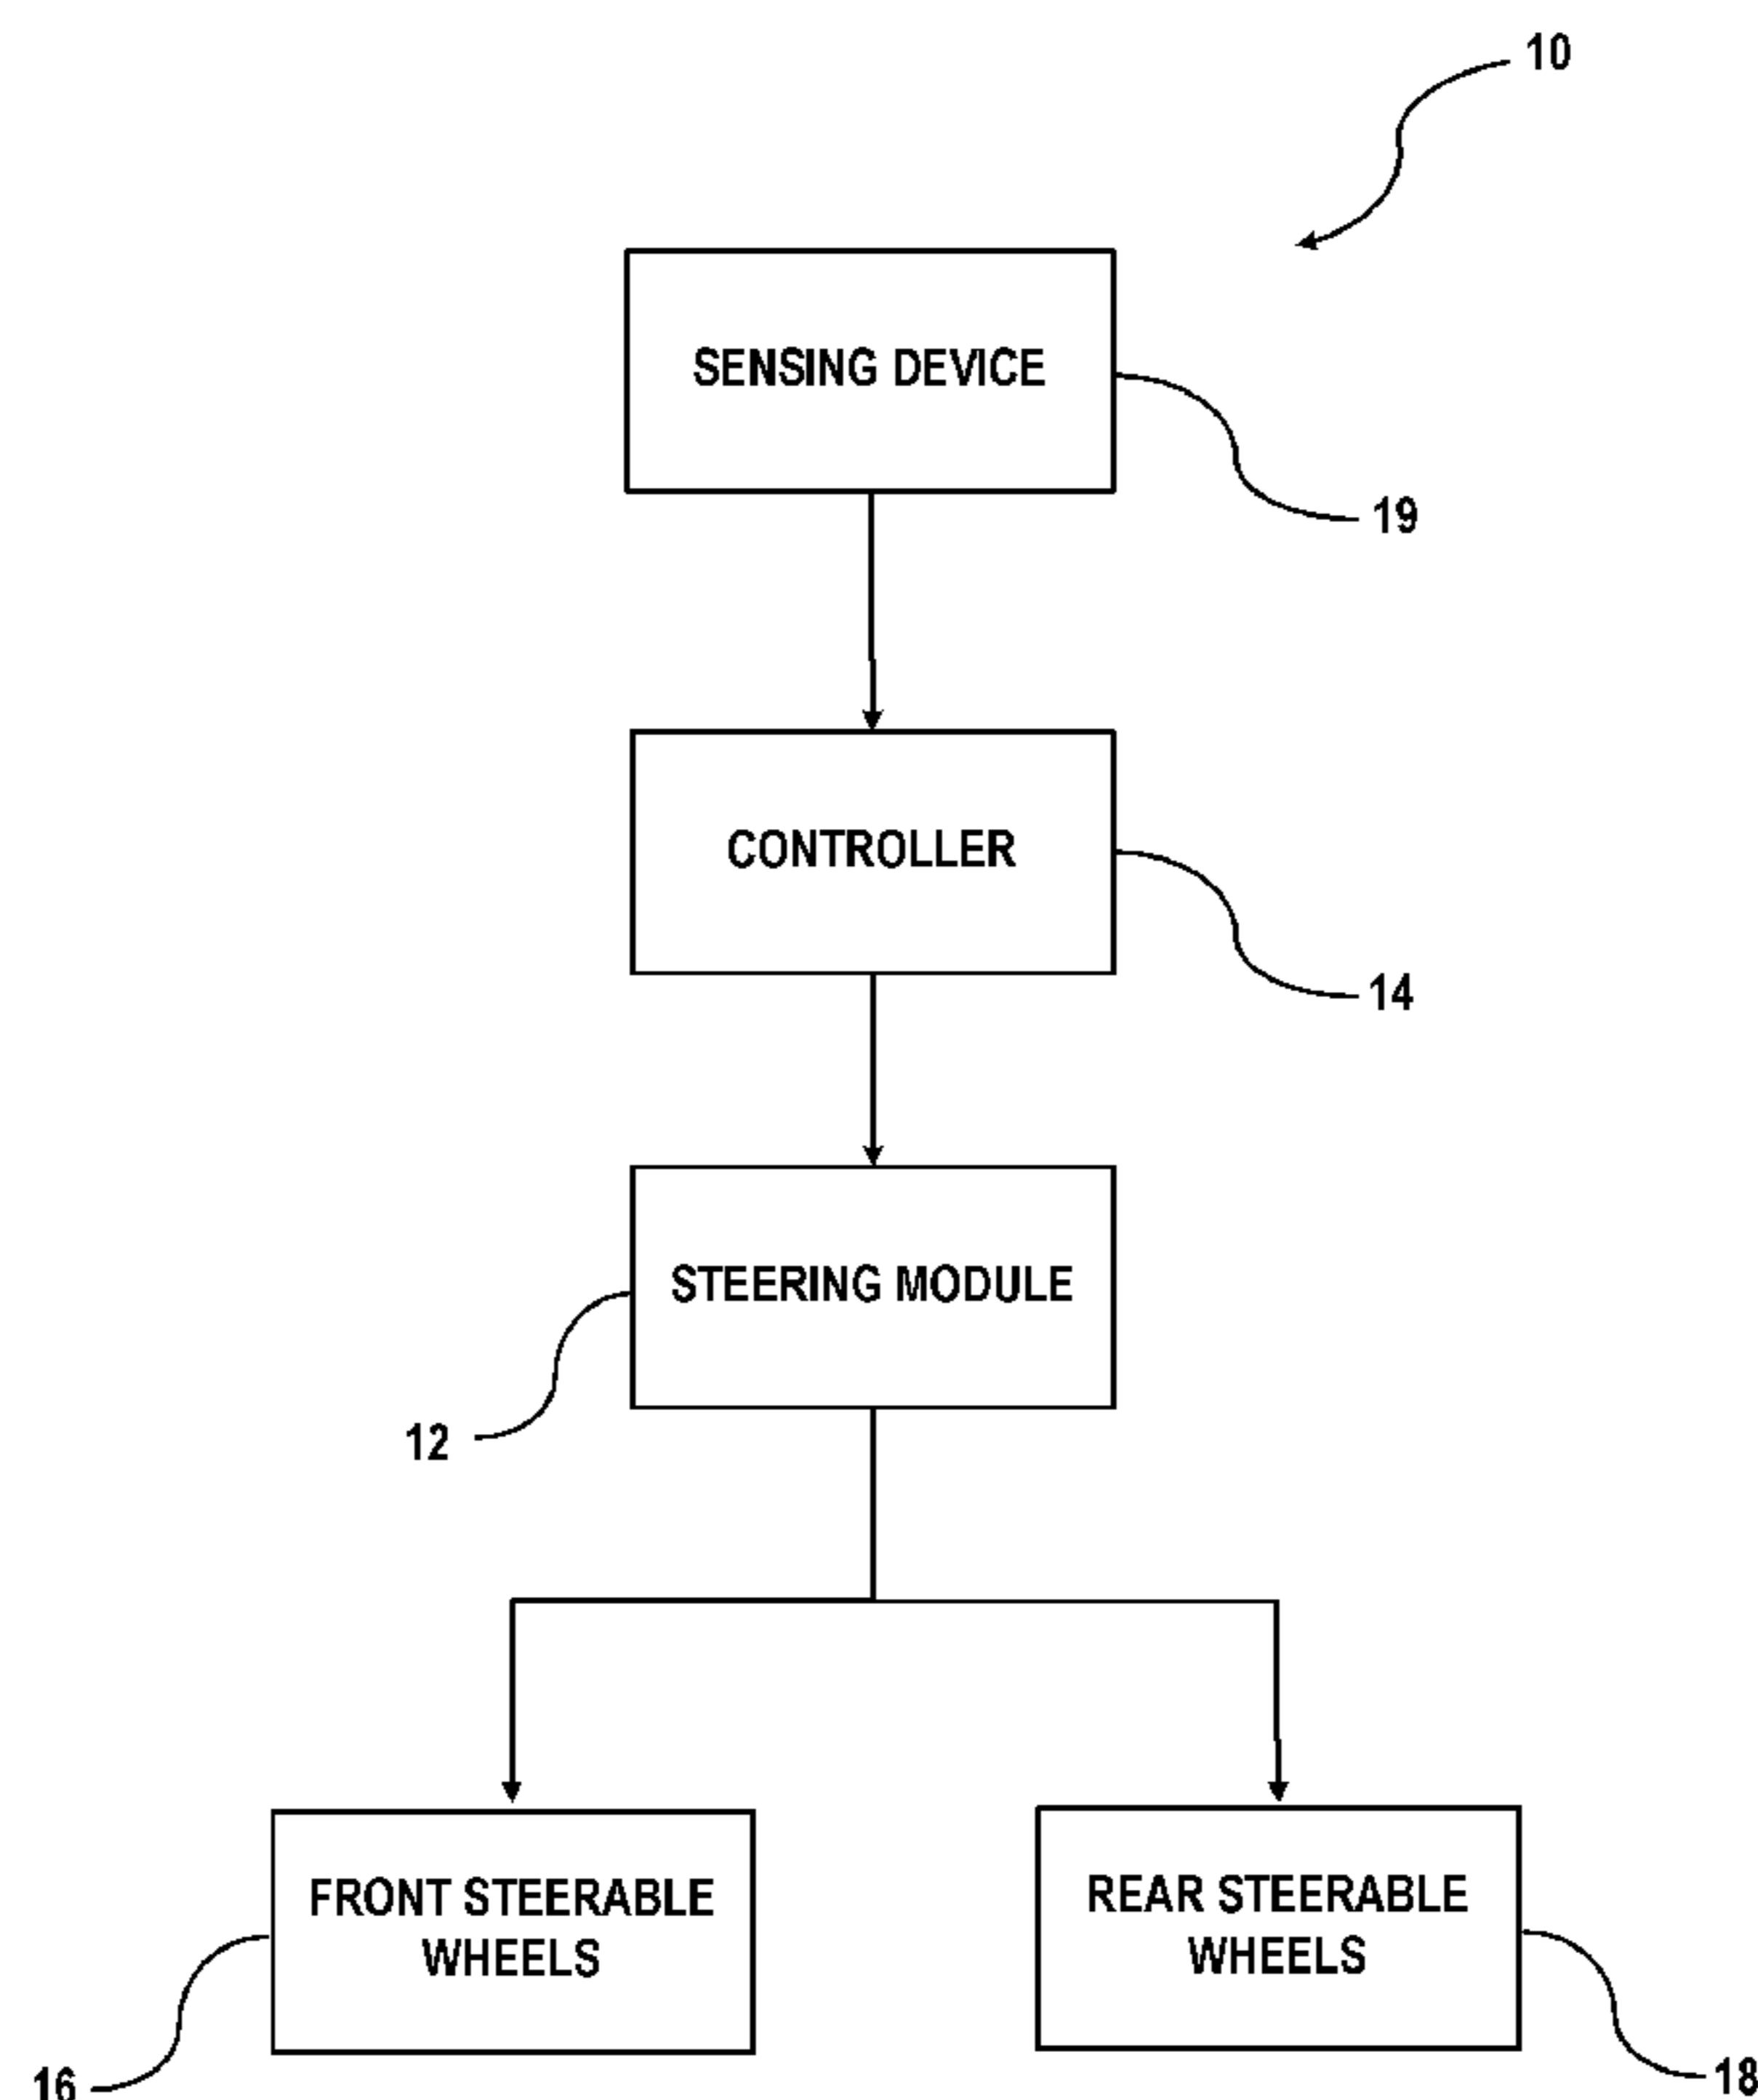 10
SENSING DEVICE
19
CONTROLLER
14
STEERING MODULE
12
FRONT STEERABLE
WHEELS
REAR STEERABLE
WHEELS
16
18